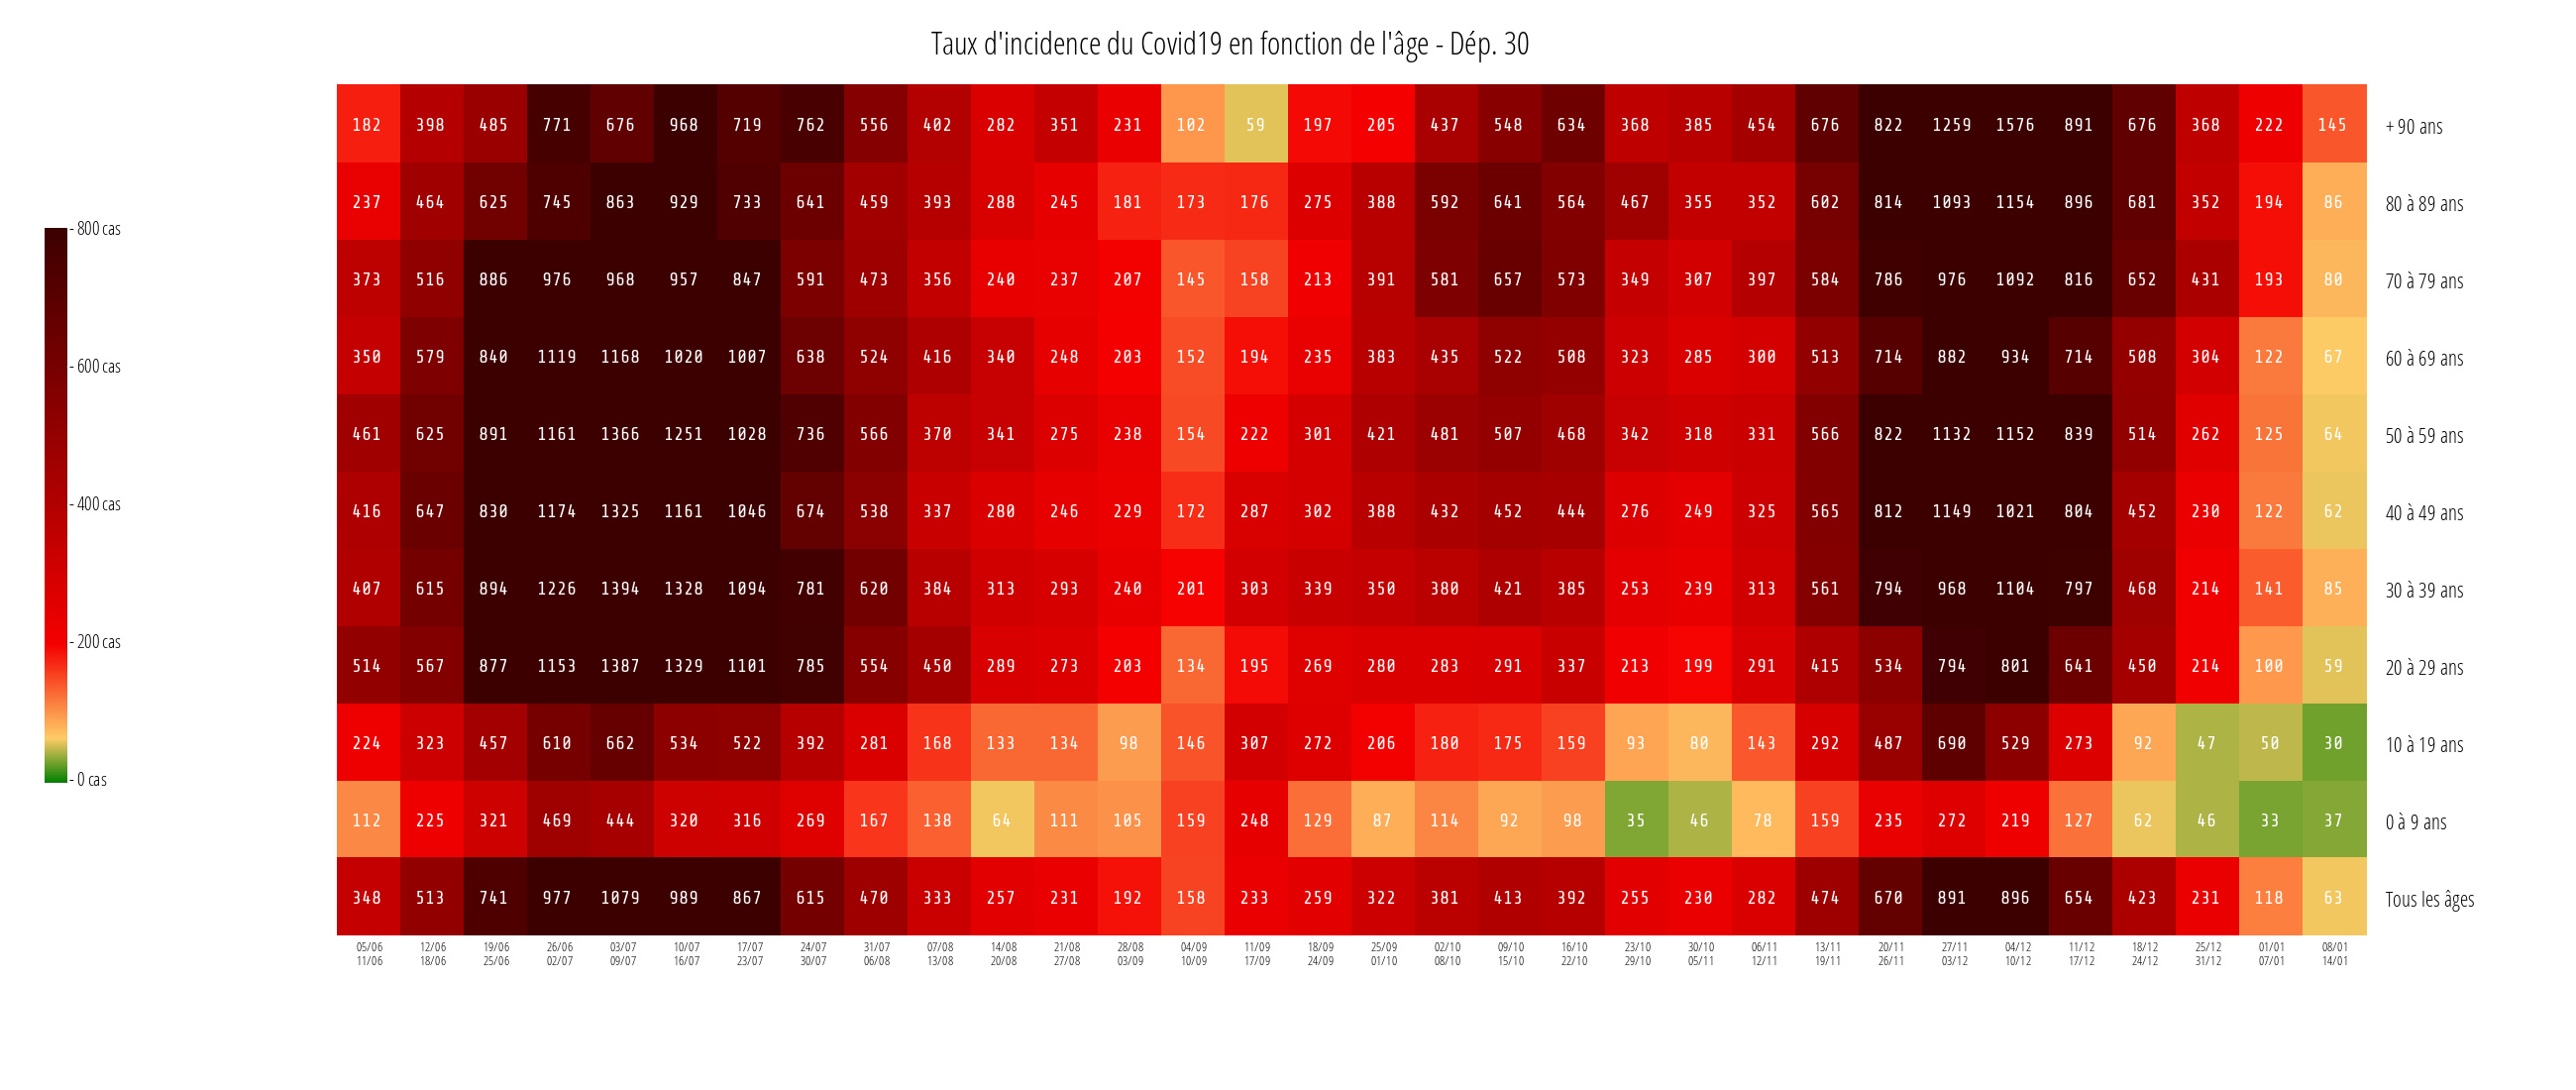 Taux d'incidence du Covid19 en fonction de l'âge - Dép. 30
- 800 cas
- 600 cas
- 400 cas
- 200 cas
- 0 cas
182 398 485 771 676 968 719 762 556 402 282 351 231 102 59 197 205 437 548 634 368 385 454 676 822 1259 1576 891 676 368 222 145 + 90 ans
237 464 625 745 863 929 733 641 459 393 288 245 181 173 176 275 388 592 641 564 467 355 352 602 814 1093 1154 896 681 352 194 86 80 à 89 ans
373 516 886 976 968 957 847 591 473 356 240 237 207 145 158 213 391 581 657 573 349 307 397 584 786 976 1092 816 652 431 193 80 70 à 79 ans
350 579 840 1119 1168 1020 1007 638 524 416 340 248 203 152 194 235 383 435 522 508 323 285 300 513 714 882 934 714 508 304 122 67 60 à 69 ans
461 625 891 1161 1366 1251 1028 736 566 370 341 275 238 154 222 301 421 481 507 468 342 318 331 566 822 1132 1152 839 514 262 125 64 50 à 59 ans
416 647 830 1174 1325 1161 1046 674 538 337 280 246 229 172 287 302 388 432 452 444 276 249 325 565 812 1149 1021 804 452 230 122 62 40 à 49 ans
407 615 894 1226 1394 1328 1094 781 620 384 313 293 240 201 303 339 350 380 421 385 253 239 313 561 794 968 1104 797 468 214 141 85 30 à 39 ans
514 567 877 1153 1387 1329 1101 785 554 450 289 273 203 134 195 269 280 283 291 337 213 199 291 415 534 794 801 641 450 214 100 59 20 à 29 ans
224 323 457 610 662 534 522 392 281 168 133 134 98 146 307 272 206 180 175 159 93 80 143 292 487 690 529 273 92 47 50 30 10 à 19 ans
112 225 321 469 444 320 316 269 167 138 64 111 105 159 248 129 87 114 92 98 35 46 78 159 235 272 219 127 62 46 33 37 0 à 9 ans
348 513 741 977 1079 989 867 615 470 333 257 231 192 158 233 259 322 381 413 392 255 230 282 474 670 891 896 654 423 231 118 63 Tous les âges
05/06 12/06 19/06 26/06 03/07 10/07 17/07 24/07 31/07 07/08 14/08 21/08 28/08 04/09 11/09 18/09 25/09 02/10 09/10 16/10 23/10 30/10 06/11 13/11 20/11 27/11 04/12 11/12 18/12 25/12 01/01 08/01
11/06 18/06 25/06 02/07 09/07 16/07 23/07 30/07 06/08 13/08 20/08 27/08 03/09 10/09 17/09 24/09 01/10 08/10 15/10 22/10 29/10 05/11 12/11 19/11 26/11 03/12 10/12 17/12 24/12 31/12 07/01 14/01